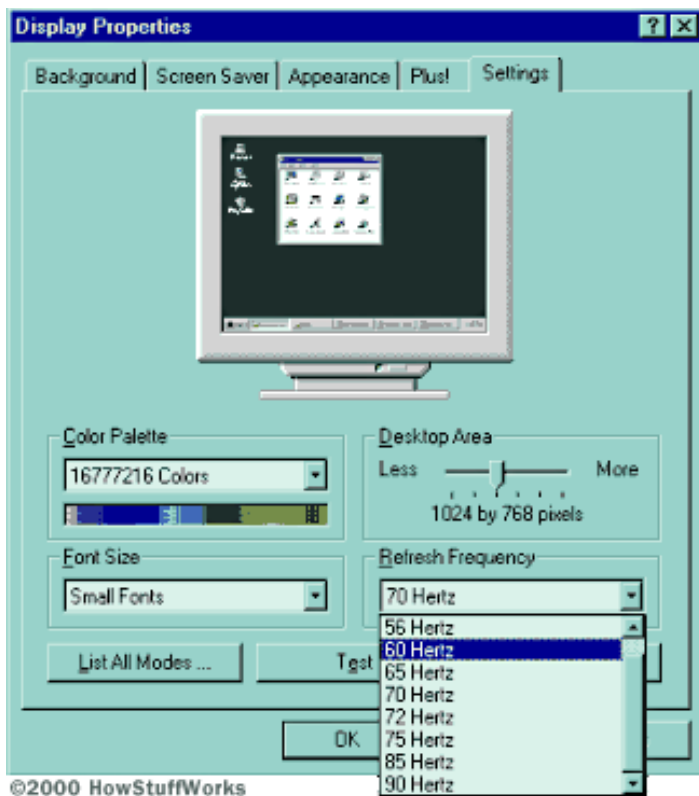 Display Properties
Background Screen Saver Appearance Plus! Settings
Color Palette
16777216 Colors
Desktop Area
Less More
1024 by 768 pixels
Font Size
Small Fonts
Refresh Frequency
70 Hertz
56 Hertz
60 Hertz
65 Hertz
70 Hertz
72 Hertz
75 Hertz
85 Hertz
90 Hertz
List All Modes ...
Test
OK
©2000 HowStuffWorks